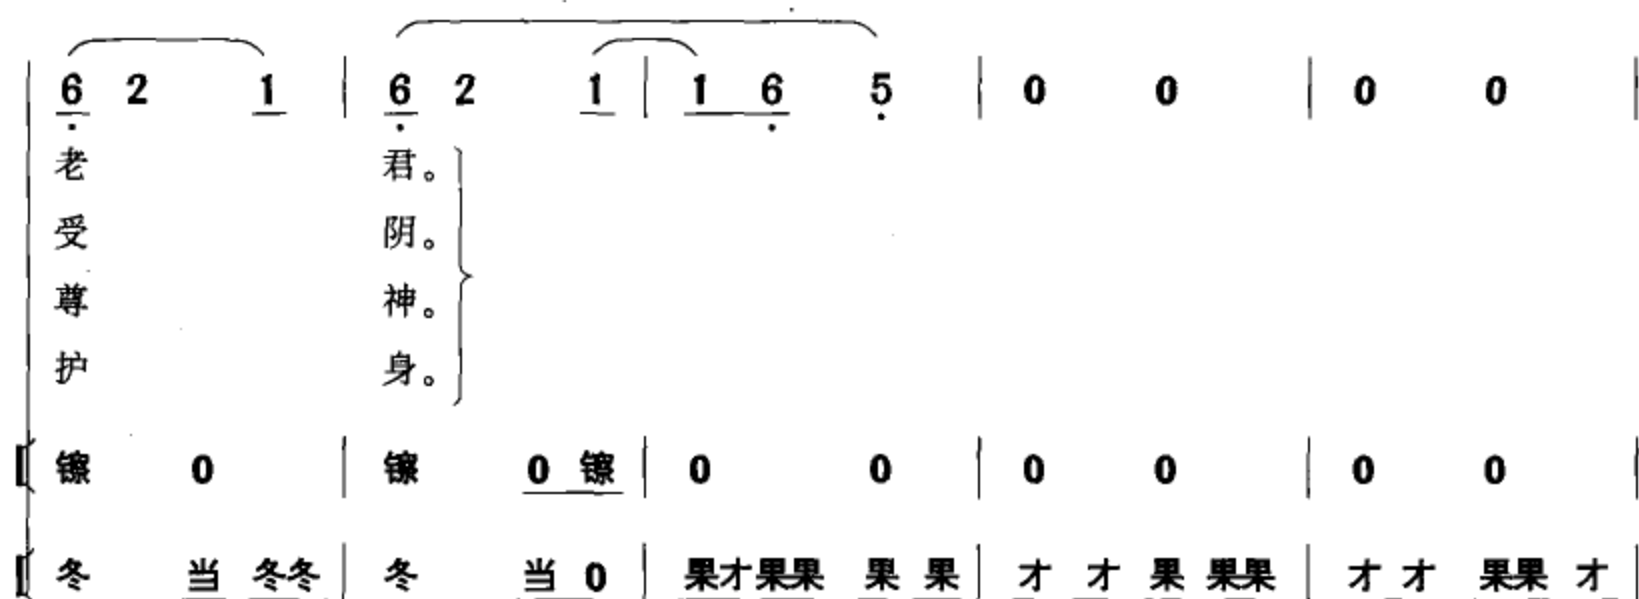 6 2 1 | 6 2 1 | 1 6 5 | 0 0 | 0 0 |
老 君。
受 阴。
尊 神。
护 身。
镲 0 | 镲 0 镲 | 0 0 | 0 0 | 0 0 |
冬 当 冬冬 | 冬 当 0 | 果才果果 果 果 | 才 才 果 果果 | 才 才 果果 才 |